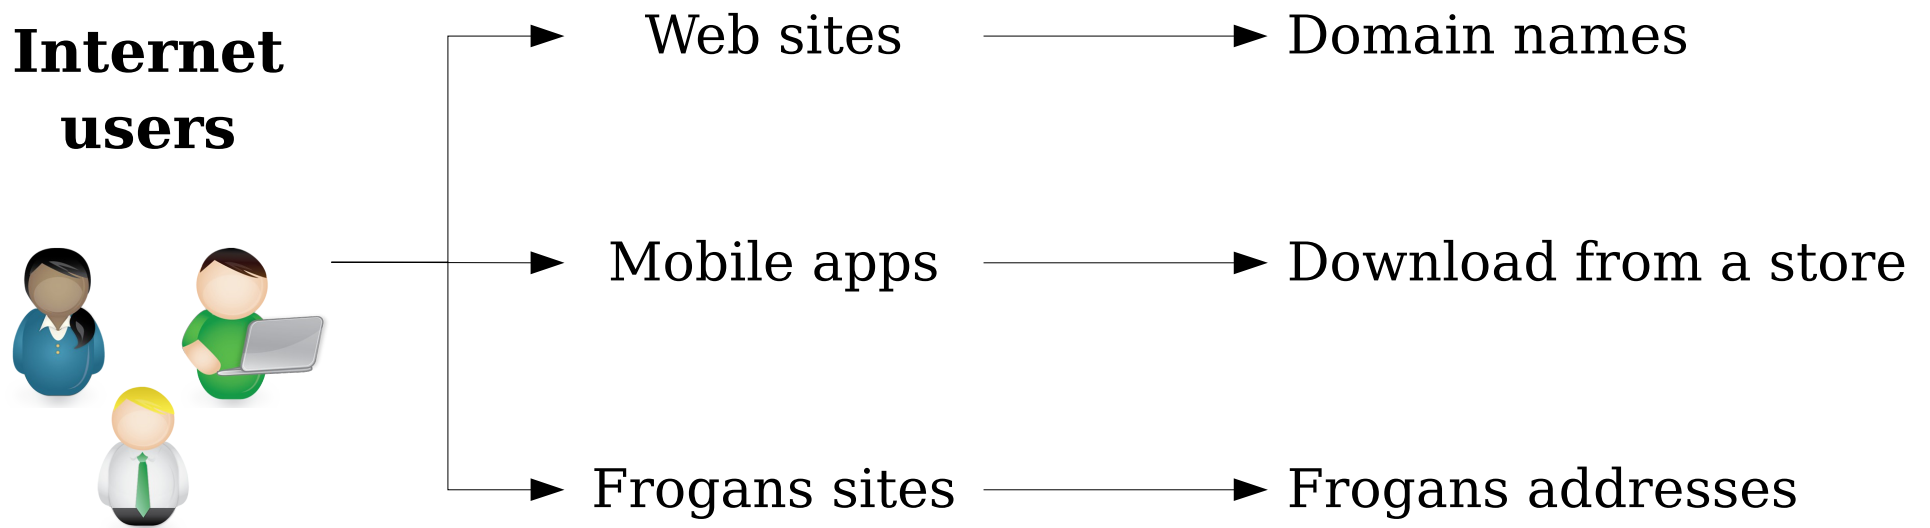 Internet
users
Web sites
Domain names
Mobile apps
Download from a store
Frogans sites
Frogans addresses